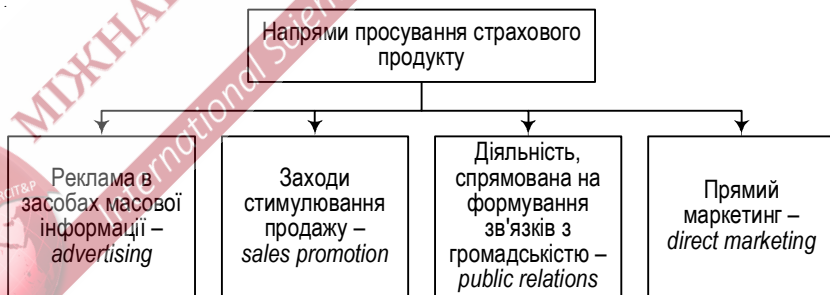 Напрями просування страхового
продукту
Реклама в
засобах масової
інформації –
advertising
Заходи
стимулювання
продажу –
sales promotion
Діяльність,
спрямована на
формування
зв'язків з
громадськістю –
public relations
Прямий
маркетинг –
direct marketing
International